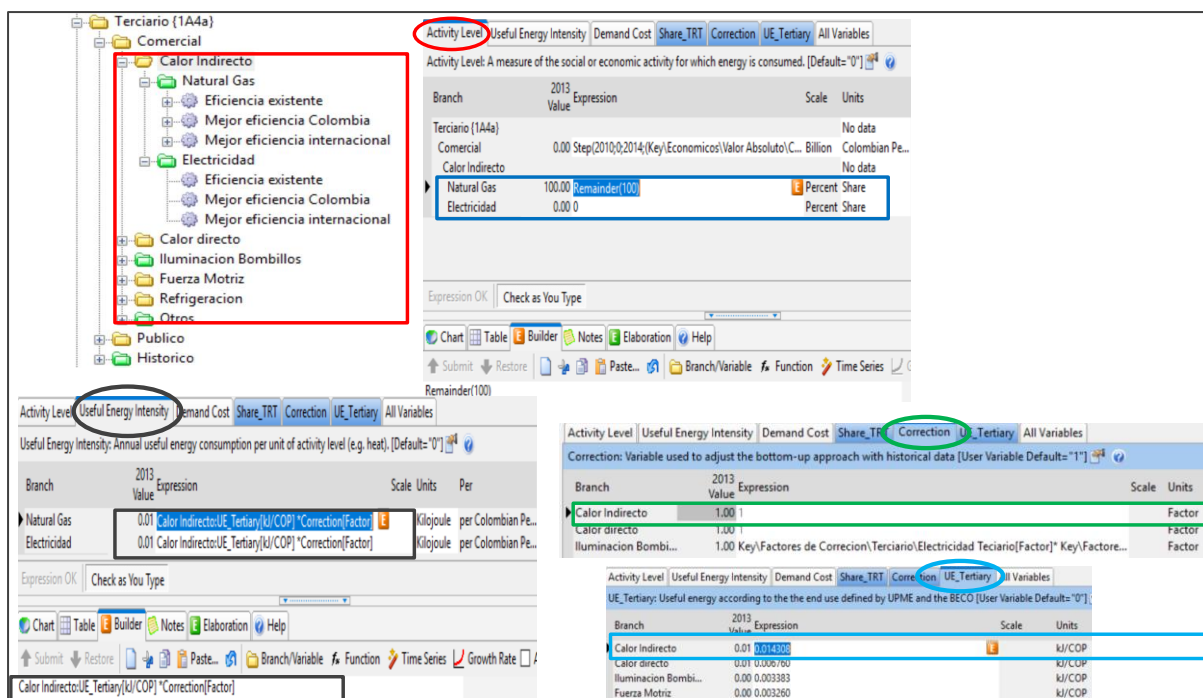 Terciario {1A4a}
Comercial
Calor Indirecto
Natural Gas
Eficiencia existente
Mejor eficiencia Colombia
Mejor eficiencia internacional
Electricidad
Eficiencia existente
Mejor eficiencia Colombia
Mejor eficiencia internacional
Calor directo
Iluminacion Bombillos
Fuerza Motriz
Refrigeracion
Otros
Publico
Historico
Activity Level Useful Energy Intensity Demand Cost Share_TRT Correction UE_Tertiary All Variables
Activity Level: A measure of the social or economic activity for which energy is consumed. [Default="0"]
Branch 2013 Value Expression Scale Units
Terciario {1A4a} No data
Comercial 0.00 Step(2010;0;2014;(Key\Economicos\Valor Absoluto\C... Billion Colombian Pe...
Calor Indirecto No data
Natural Gas 100.00 Remainder(100) E Percent Share
Electricidad 0.00 0 Percent Share
Expression OK Check as You Type
Chart Table Builder Notes Elaboration Help
Submit Restore Paste... Branch/Variable fx Function Time Series
Remainder(100)
Activity Level Useful Energy Intensity Demand Cost Share_TRT Correction UE_Tertiary All Variables
Useful Energy Intensity: Annual useful energy consumption per unit of activity level (e.g. heat). [Default="0"]
Branch 2013 Value Expression Scale Units Per
Natural Gas 0.01 Calor Indirecto:UE_Tertiary[kJ/COP] *Correction[Factor] E Kilojoule per Colombian Pe...
Electricidad 0.01 Calor Indirecto:UE_Tertiary[kJ/COP] *Correction[Factor] Kilojoule per Colombian Pe...
Expression OK Check as You Type
Chart Table Builder Notes Elaboration Help
Submit Restore Paste... Branch/Variable fx Function Time Series Growth Rate
Calor Indirecto:UE_Tertiary[kJ/COP] *Correction[Factor]
Activity Level Useful Energy Intensity Demand Cost Share_TRT Correction UE_Tertiary All Variables
Correction: Variable used to adjust the bottom-up approach with historical data [User Variable Default="1"]
Branch 2013 Value Expression Scale Units
Calor Indirecto 1.00 1 Factor
Calor directo 1.00 1 Factor
Iluminacion Bombi... 1.00 Key\Factores de Correcion\Terciario\Electricidad Teciario[Factor]* Key\Factore... Factor
Activity Level Useful Energy Intensity Demand Cost Share_TRT Correction UE_Tertiary All Variables
UE_Tertiary: Useful energy according to the the end use defined by UPME and the BECO [User Variable Default="0"]
Branch 2013 Value Expression Scale Units
Calor Indirecto 0.01 0.014308 E kJ/COP
Calor directo 0.01 0.006760 kJ/COP
Iluminacion Bombi... 0.00 0.003383 kJ/COP
Fuerza Motriz 0.00 0.003260 kJ/COP